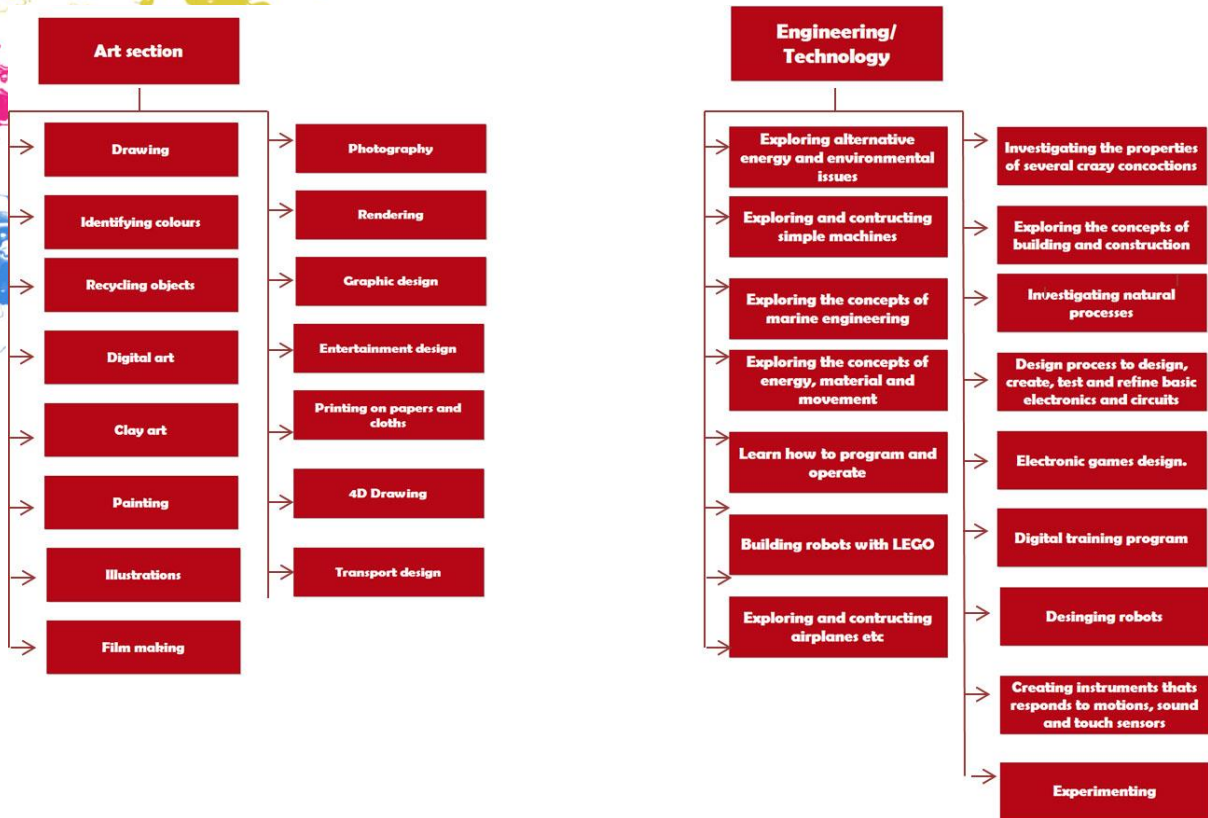 Art section
Drawing
Identifying colours
Recycling objects
Digital art
Clay art
Painting
Illustrations
Film making
Photography
Rendering
Graphic design
Entertainment design
Printing on papers and
cloths
4D Drawing
Transport design
Engineering/
Technology
Exploring alternative
energy and environmental
issues
Exploring and contructing
simple machines
Exploring the concepts of
marine engineering
Exploring the concepts of
energy, material and
movement
Learn how to program and
operate
Building robots with LEGO
Exploring and contructing
airplanes etc
Investigating the properties
of several crazy concoctions
Exploring the concepts of
building and construction
Investigating natural
processes
Design process to design,
create, test and refine basic
electronics and circuits
Electronic games design.
Digital training program
Desinging robots
Creating instruments thats
responds to motions, sound
and touch sensors
Experimenting